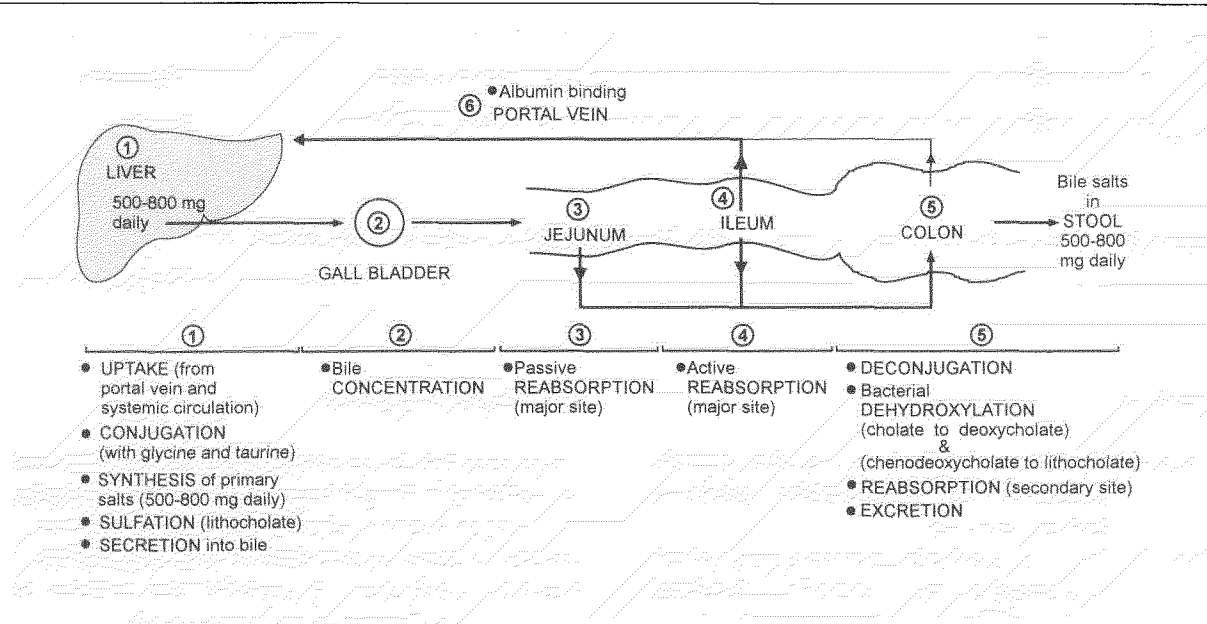 ● Albumin binding
⑥ PORTAL VEIN
①
LIVER
500-800 mg
daily
②
GALL BLADDER
③
JEJUNUM
④
ILEUM
⑤
COLON
Bile salts
in
STOOL
500-800
mg daily
①
● UPTAKE (from
portal vein and
systemic circulation)
● CONJUGATION
(with glycine and taurine)
● SYNTHESIS of primary
salts (500-800 mg daily)
● SULFATION (lithocholate)
● SECRETION into bile
②
● Bile
CONCENTRATION
③
● Passive
REABSORPTION
(major site)
④
● Active
REABSORPTION
(major site)
⑤
● DECONJUGATION
● Bacterial
DEHYDROXYLATION
(cholate to deoxycholate)
&
(chenodeoxycholate to lithocholate)
● REABSORPTION (secondary site)
● EXCRETION